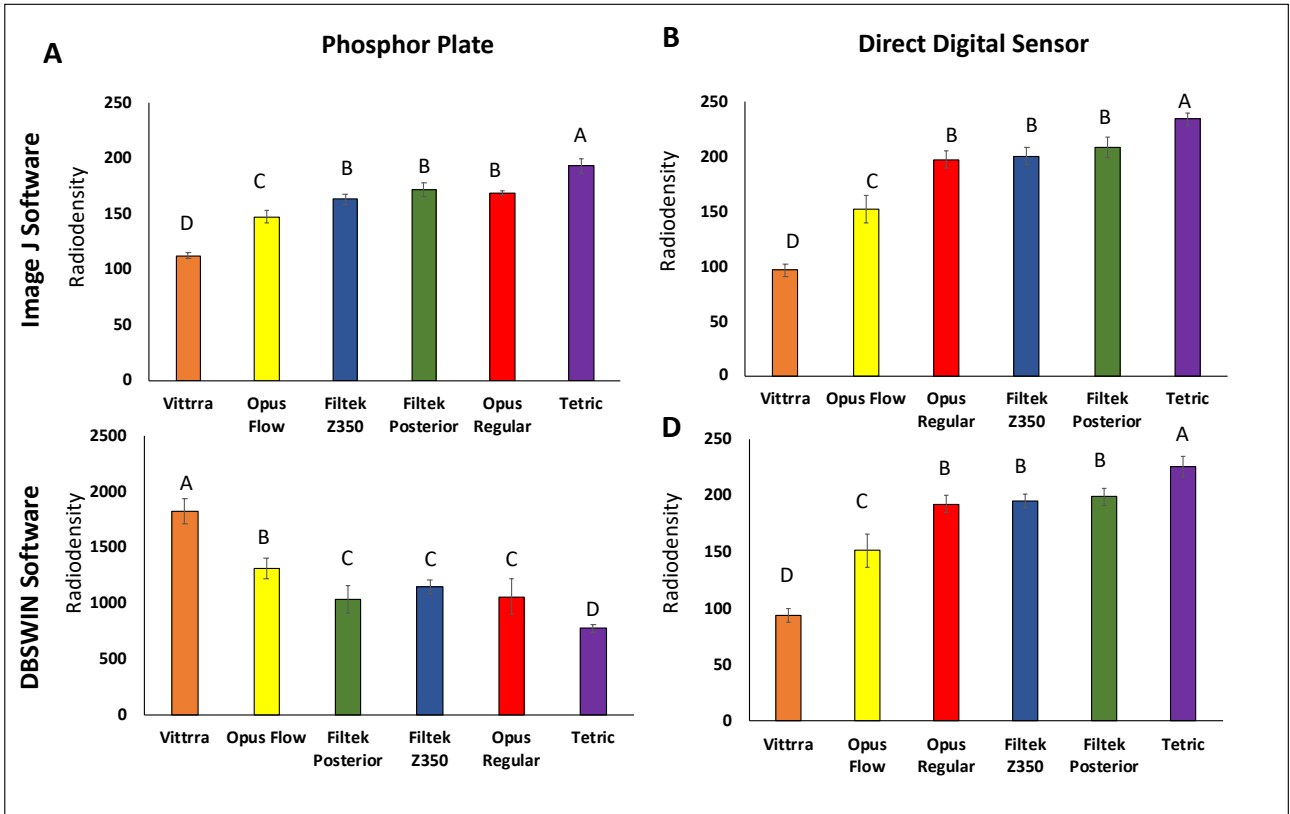 A
Phosphor Plate
B
Direct Digital Sensor
Image J Software
Radiodensity
250
200
150
100
50
0
D
C
B
B
B
A
Vittrra
Opus
Flow
Filtek
Z350
Filtek
Posterior
Opus
Regular
Tetric
Radiodensity
250
200
150
100
50
0
D
C
B
B
B
A
Vittrra
Opus Flow
Opus
Regular
Filtek
Z350
Filtek
Posterior
Tetric
DBSWIN Software
Radiodensity
2500
2000
1500
1000
500
0
A
B
C
C
C
D
Vittrra
Opus Flow
Filtek
Posterior
Filtek
Z350
Opus
Regular
Tetric
D
Radiodensity
250
200
150
100
50
0
D
C
B
B
B
A
Vittrra
Opus
Flow
Opus
Regular
Filtek
Z350
Filtek
Posterior
Tetric